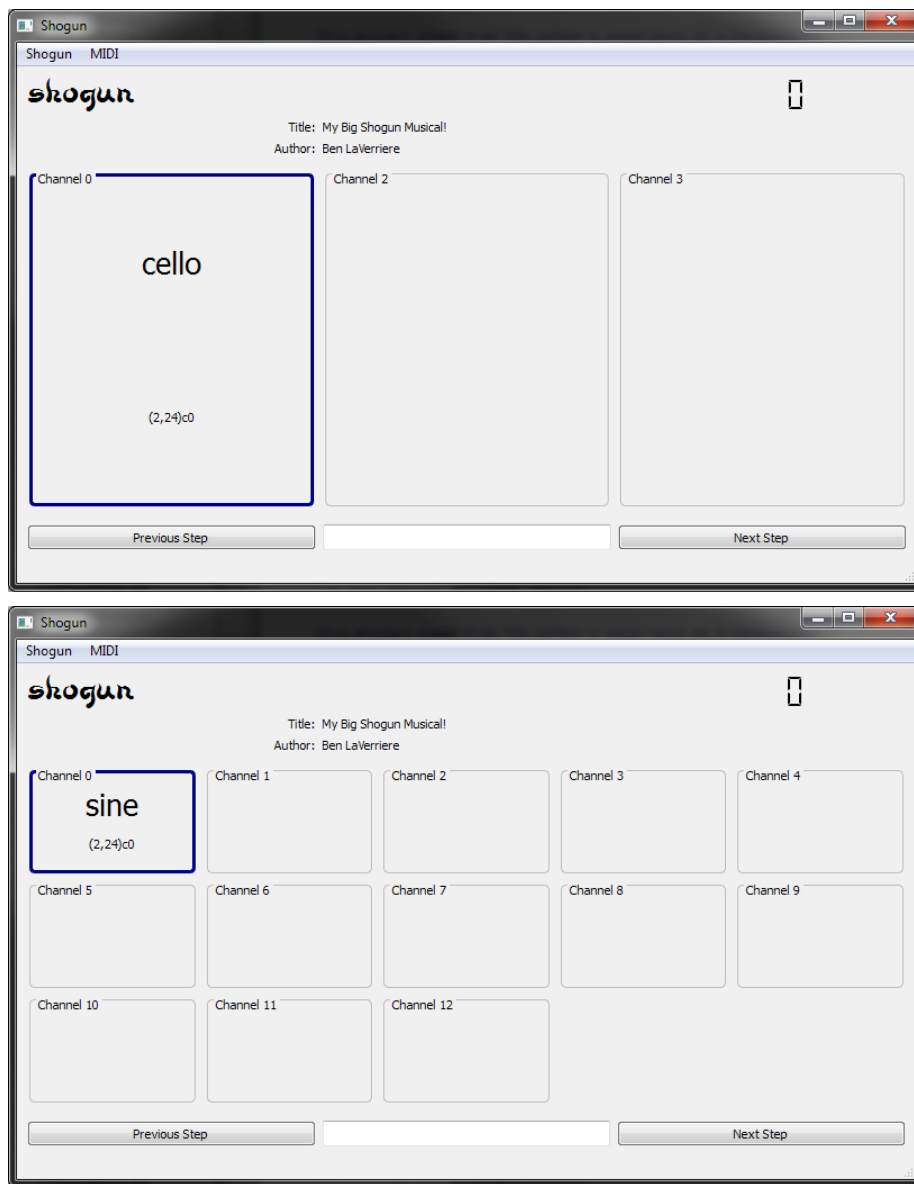 Shogun
Shogun MIDI
shogun 0
Title: My Big Shogun Musical!
Author: Ben LaVerriere
Channel 0 Channel 2 Channel 3
cello
(2,24)c0
Previous Step Next Step
Shogun
Shogun MIDI
shogun 0
Title: My Big Shogun Musical!
Author: Ben LaVerriere
Channel 0 Channel 1 Channel 2 Channel 3 Channel 4
sine
(2,24)c0
Channel 5 Channel 6 Channel 7 Channel 8 Channel 9
Channel 10 Channel 11 Channel 12
Previous Step Next Step